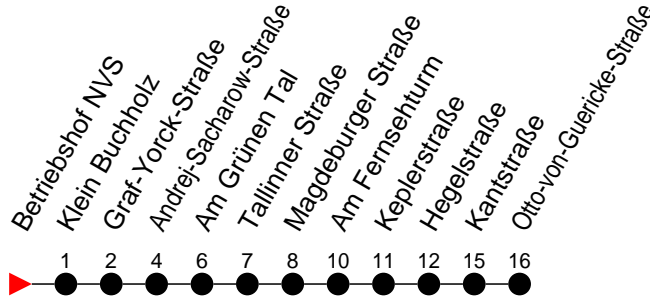 Betriebshof NVS
Klein Buchholz
Graf-Yorck-Straße
Andrej-Sacharow-Straße
Am Grünen Tal
Tallinner Straße
Magdeburger Straße
Am Fernsehturm
Keplerstraße
Hegelstraße
Kantstraße
Otto-von-Guericke-Straße
1 2 4 6 7 8 10 11 12 15 16